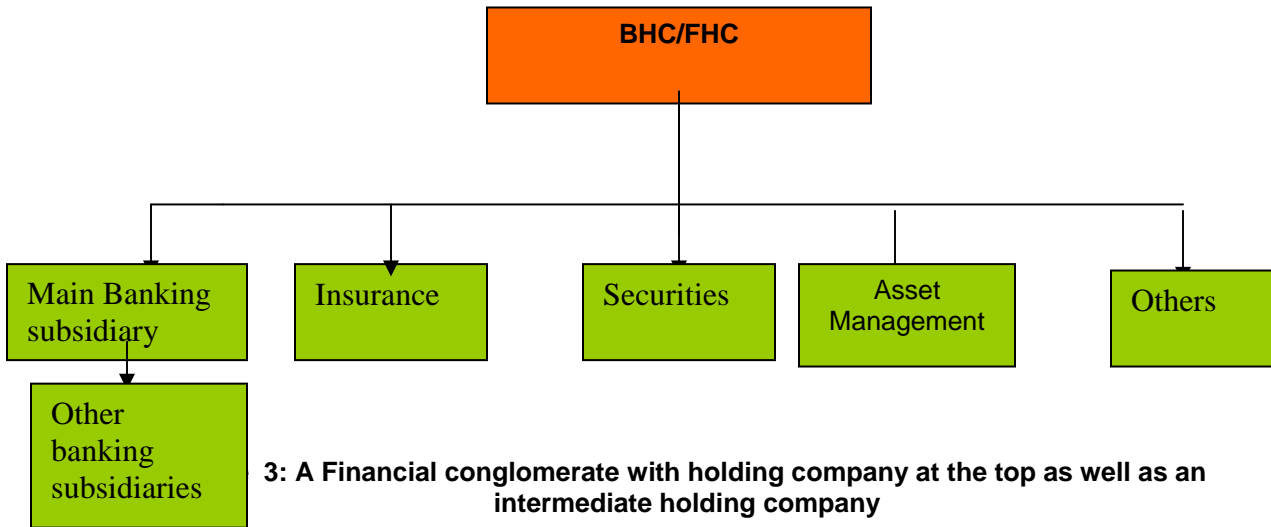 BHC/FHC
Main Banking
subsidiary
Insurance
Securities
Asset
Management
Others
Other
banking
subsidiaries
3: A Financial conglomerate with holding company at the top as well as an
intermediate holding company